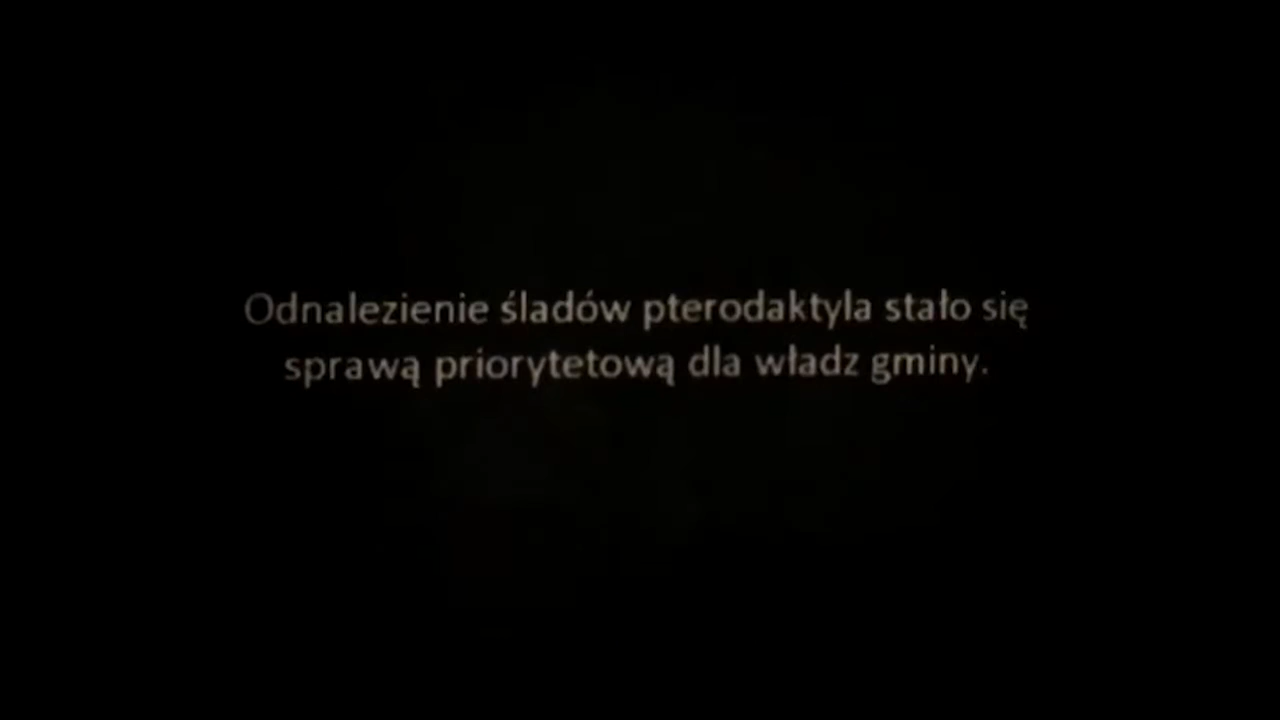 Odnalezienie śladów pterodaktyla stało się
sprawą priorytetową dla władz gminy.